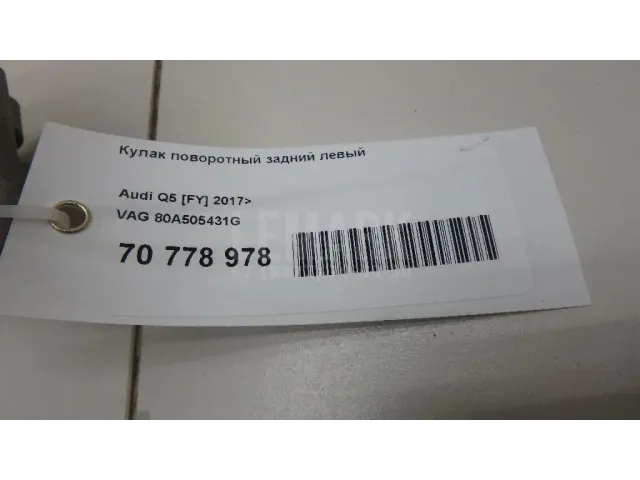 Кулак поворотный задний левый
Audi Q5 [FY] 2017>
VAG 80A505431G
70 778 978